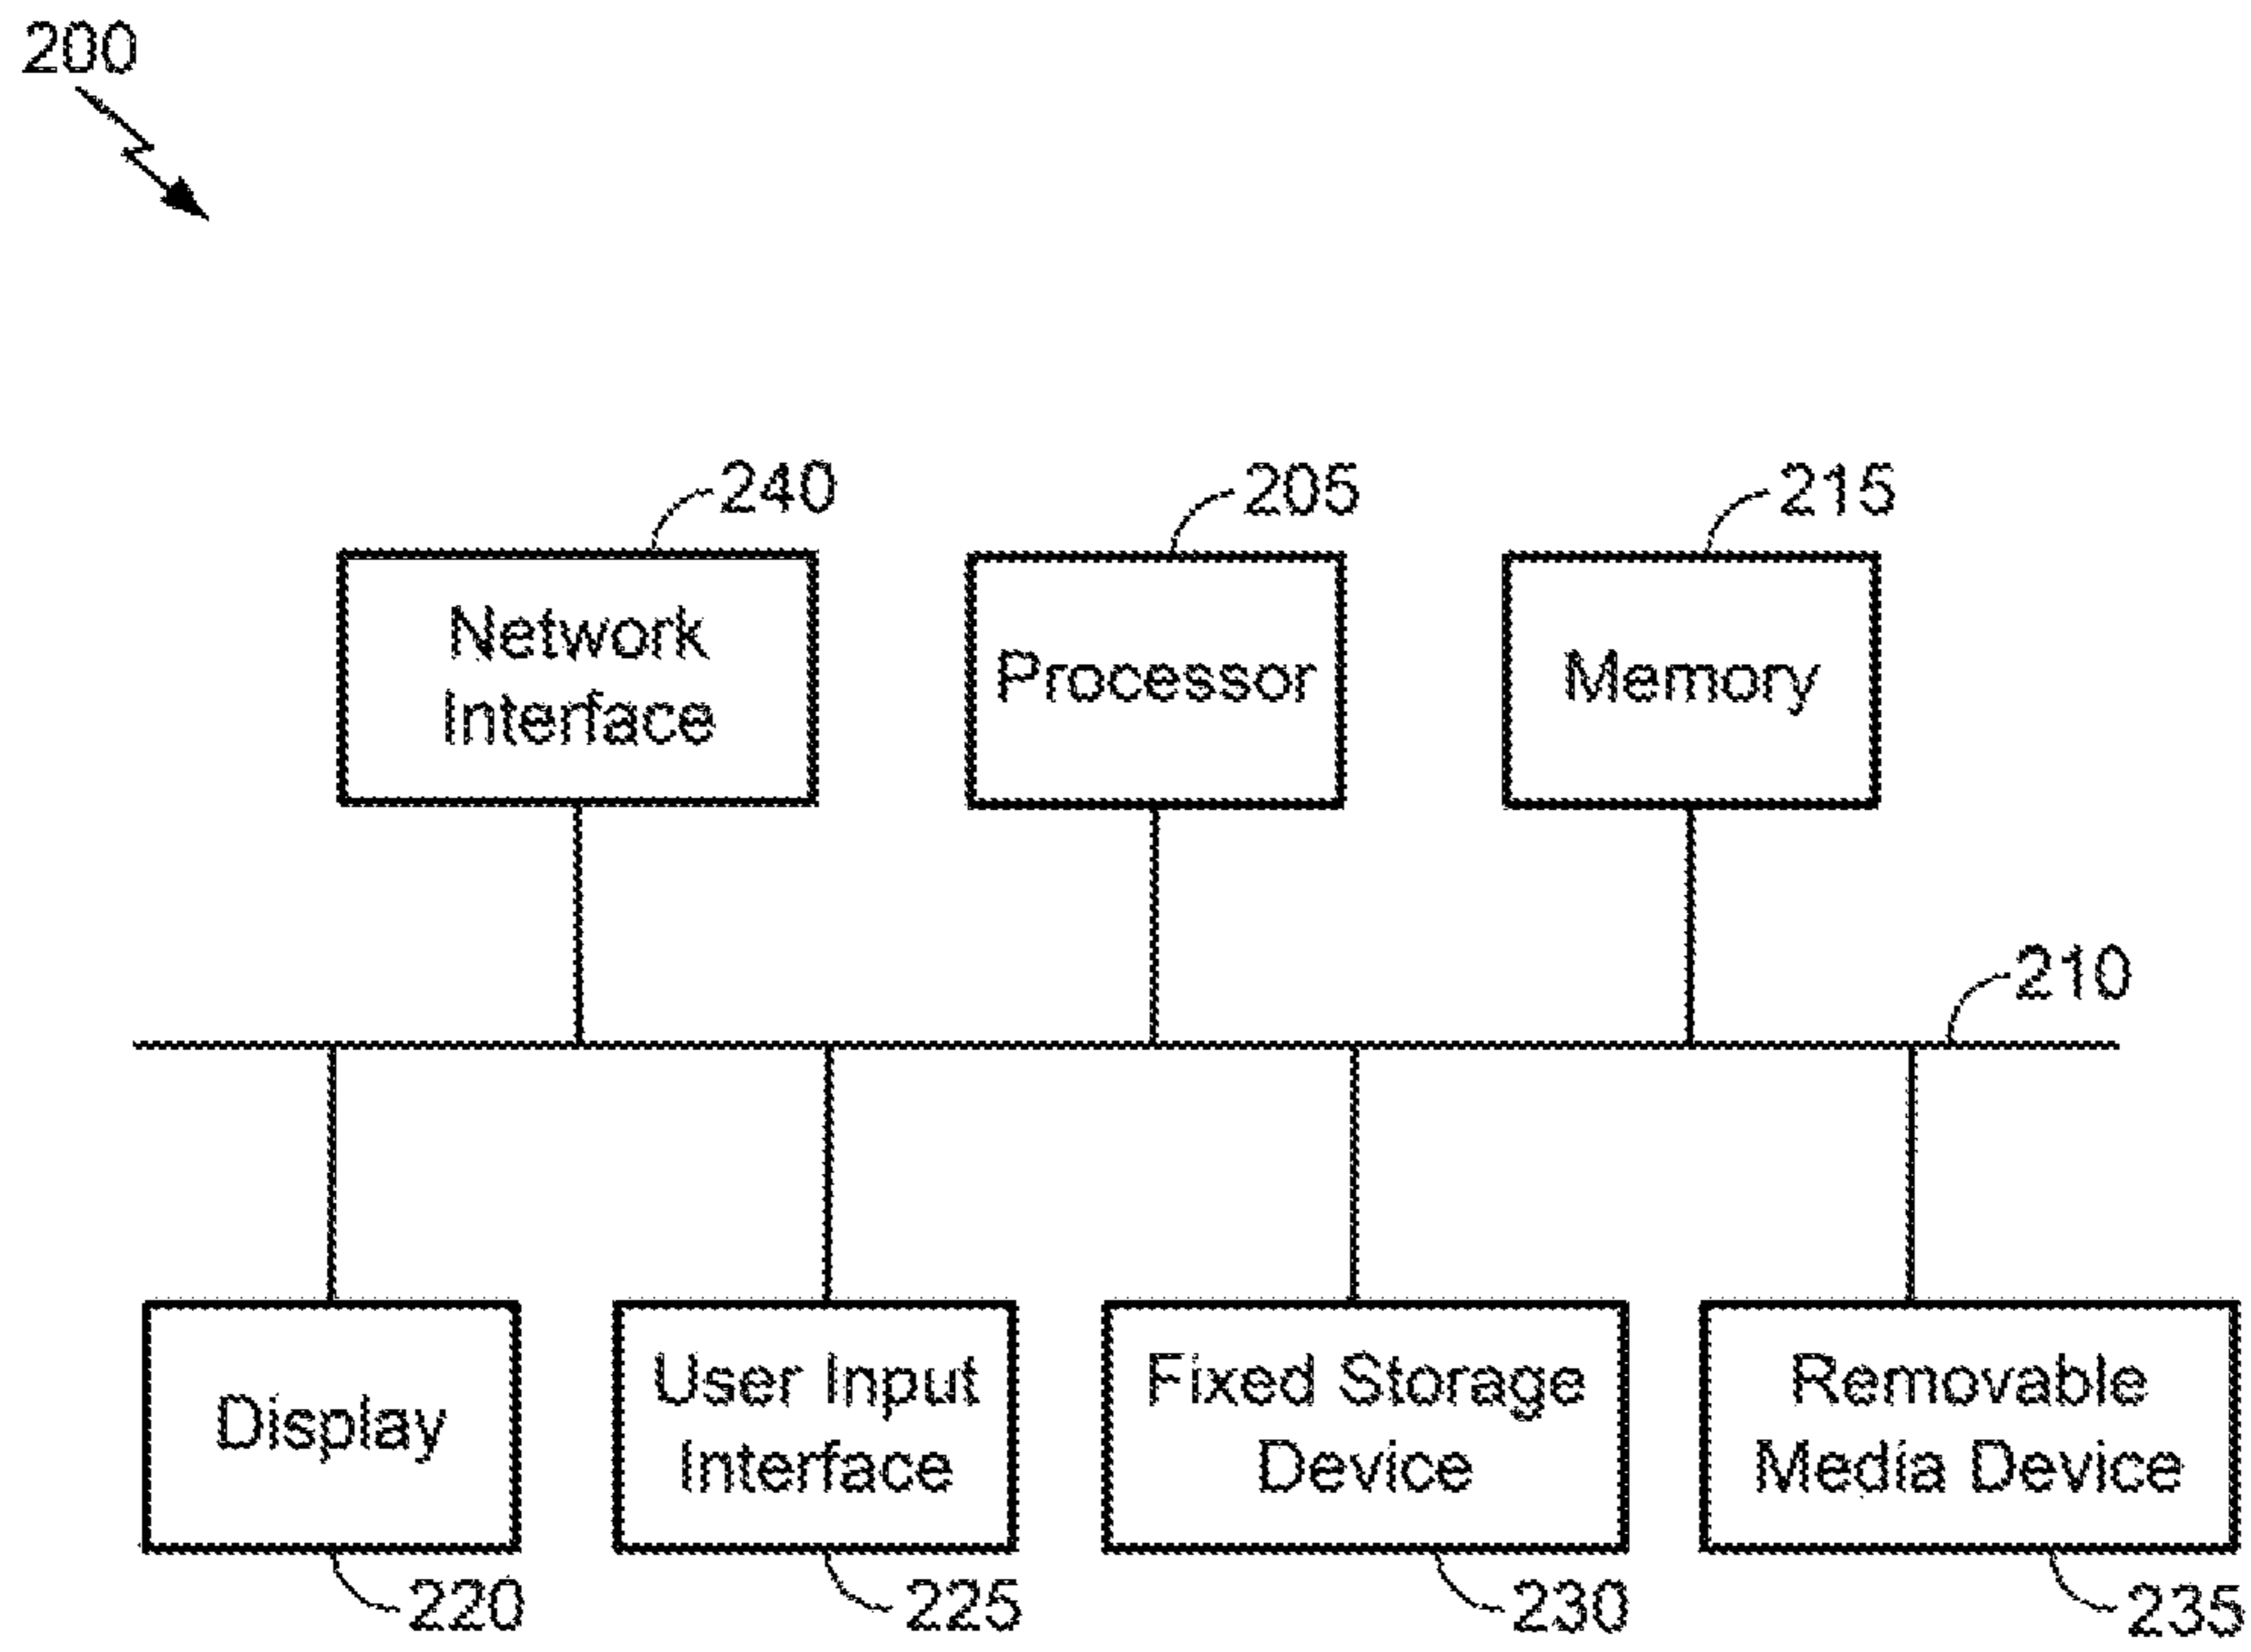 200
240
205
215
Network
Interface
Processor
Memory
210
Display
User Input
Interface
Fixed Storage
Device
Removable
Media Device
220
225
230
235